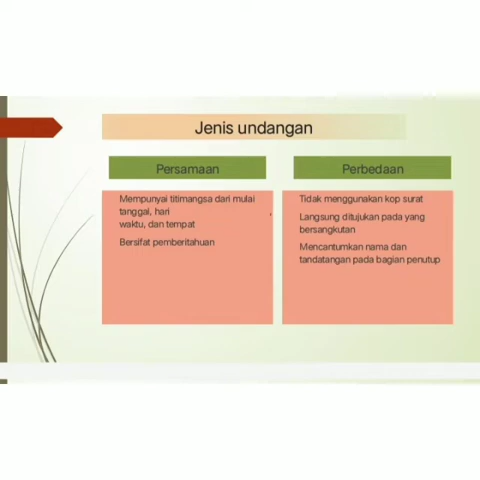 Jenis undangan
Persamaan
Mempunyai titimangsa dari mulai
tanggal, hari
,
waktu, dan tempat
Bersifat pemberitahuan
Perbedaan
Tidak menggunakan kop surat
Langsung ditujukan pada yang
bersangkutan
Mencantumkan nama dan
tandatangan pada bagian penutup